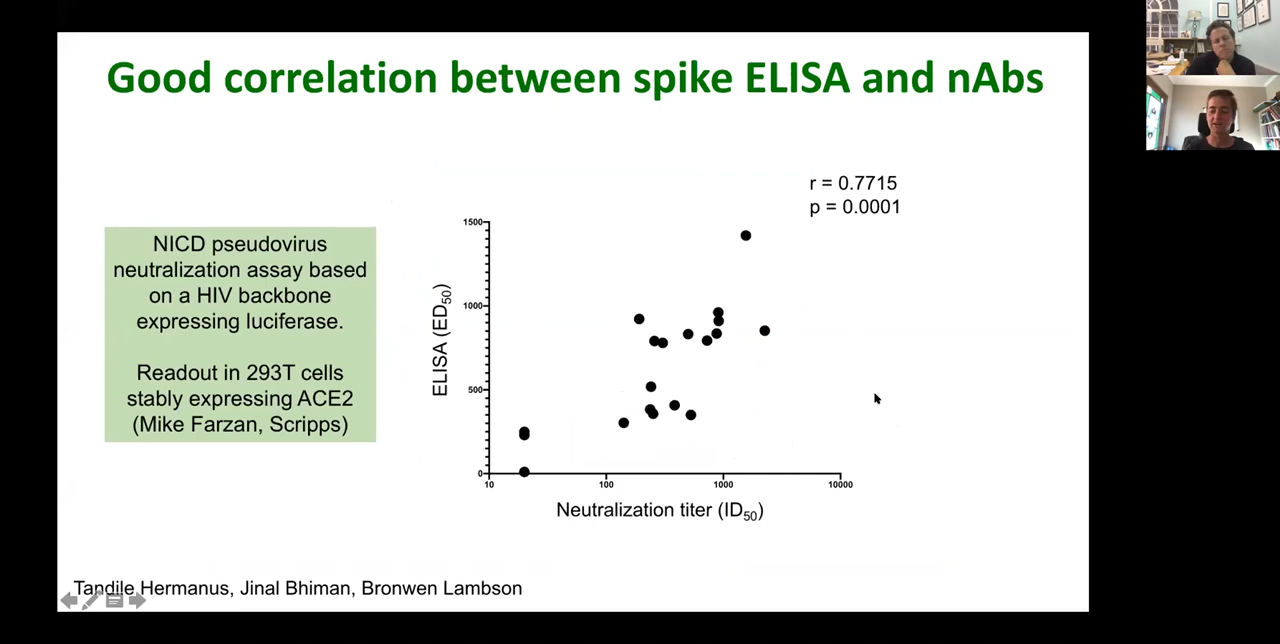 Good correlation between spike ELISA and nAbs
r = 0.7715
p = 0.0001
NICD pseudovirus
neutralization assay based
on a HIV backbone
expressing luciferase.
Readout in 293T cells
stably expressing ACE2
(Mike Farzan, Scripps)
ELISA (ED50)
1500
1000
500
0
10
100
1000
10000
Neutralization titer (ID50)
Tandile Hermanus, Jinal Bhiman, Bronwen Lambson